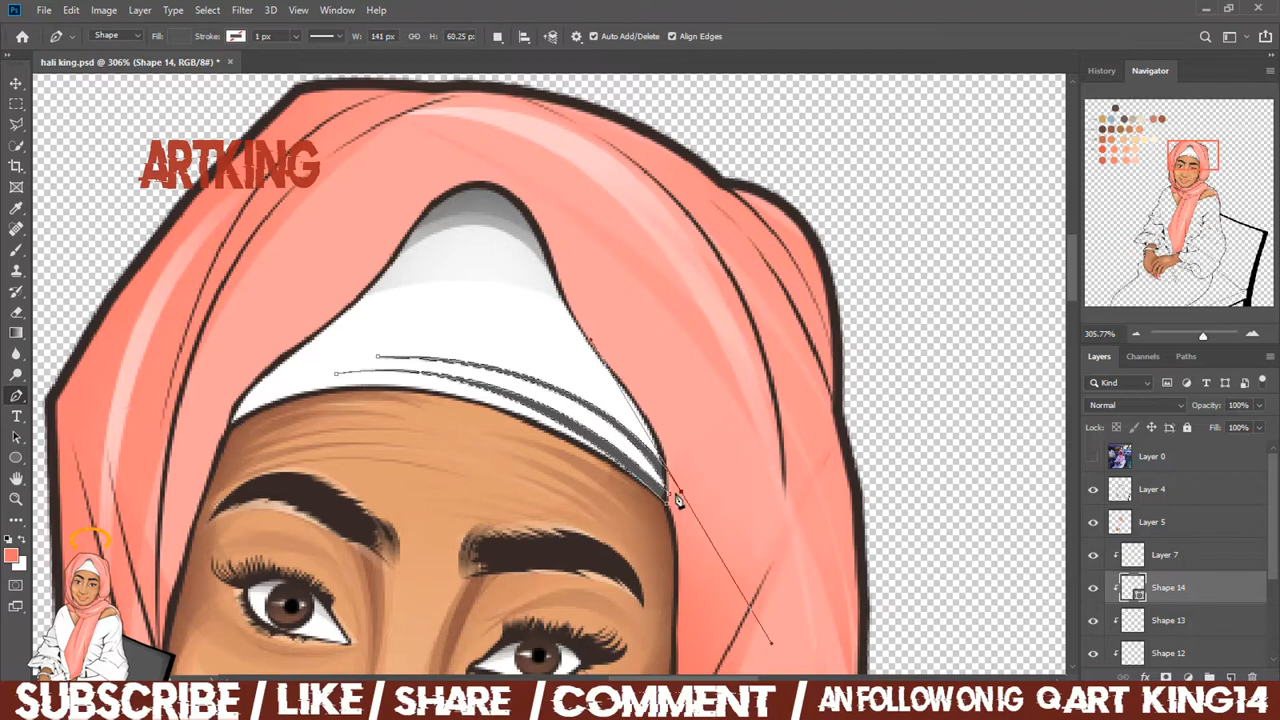 Ps File Edit Image Layer Type Select Filter 3D View Window Help
Shape Fill: Stroke: 1 px W: 141 px H: 60.25 px Auto Add/Delete Align Edges
hali king.psd @ 306% (Shape 14, RGB/8#) *
History Navigator
305.77%
Layers Channels Paths
Kind
Normal Opacity: 100%
Lock: Fill: 100%
Layer 0
Layer 4
Layer 5
Layer 7
Shape 14
Shape 13
Shape 12
ARTKING
SUBSCRIBE / LIKE / SHARE / COMMENT AN FOLLOW ON IG QART KING14